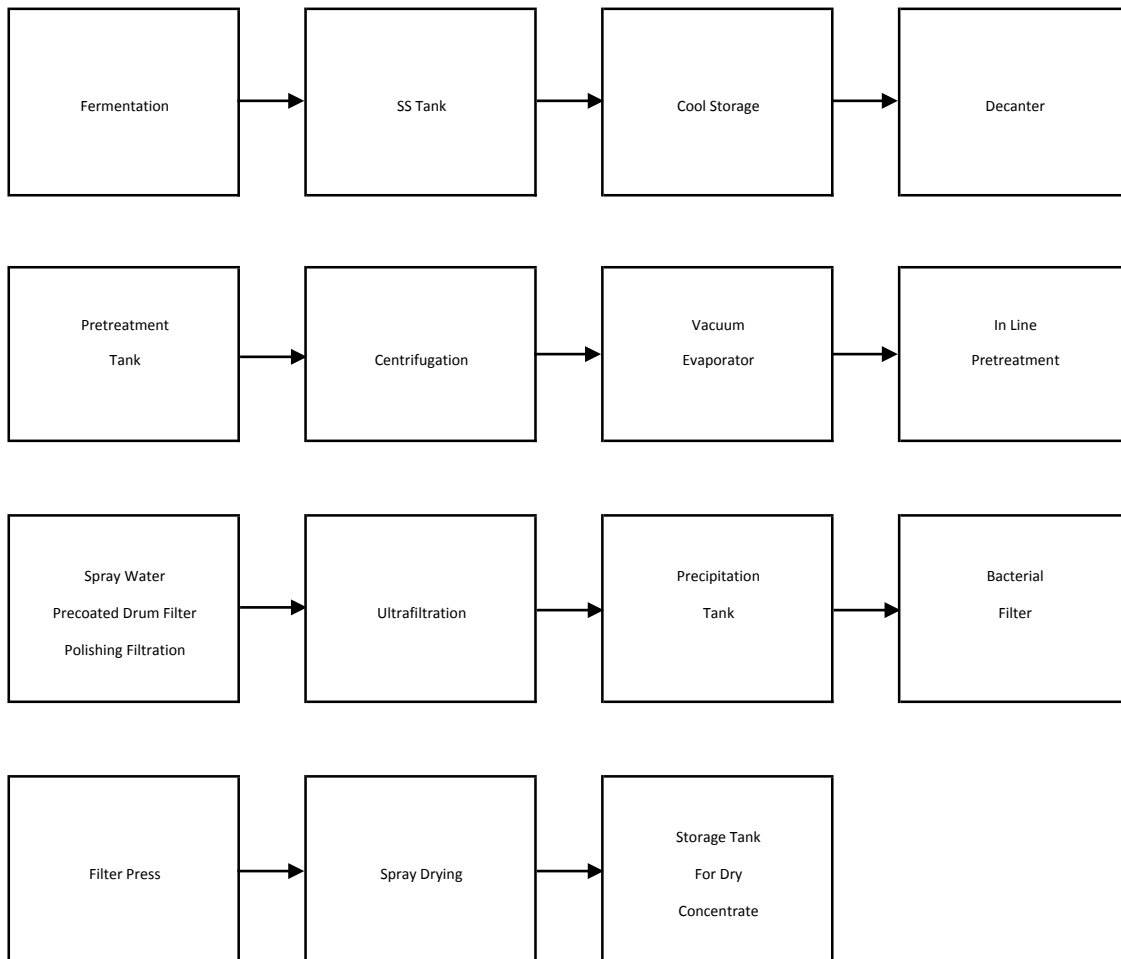 Fermentation
SS Tank
Cool Storage
Decanter
Pretreatment
Tank
Centrifugation
Vacuum
Evaporator
In Line
Pretreatment
Spray Water
Precoated Drum Filter
Polishing Filtration
Ultrafiltration
Precipitation
Tank
Bacterial
Filter
Filter Press
Spray Drying
Storage Tank
For Dry
Concentrate